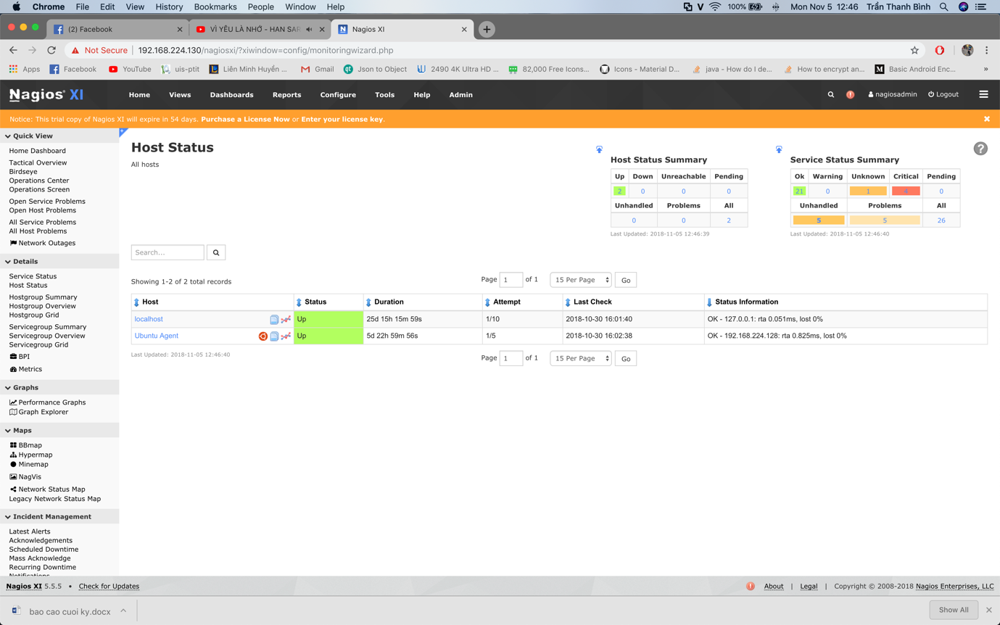 Chrome File Edit View History Bookmarks People Window Help 100% Mon Nov 5 12:46 Trần Thanh Bình
(2) Facebook VÌ YÊU LÀ NHỚ - HAN SAR Nagios XI
Not Secure 192.168.224.130/nagiosxi/?xiwindow=config/monitoringwizard.php
Apps Facebook YouTube uis-ptit Liên Minh Huyền ... Gmail Json to Object 2490 4K Ultra HD ... 82,000 Free Icons... Icons - Material D... java - How do I de... How to encrypt an... Basic Android Enc... »
Nagios® XI Home Views Dashboards Reports Configure Tools Help Admin nagiosadmin Logout
Notice: This trial copy of Nagios XI will expire in 54 days. Purchase a License Now or Enter your license key.
Quick View
Home Dashboard
Tactical Overview
Birdseye
Operations Center
Operations Screen
Open Service Problems
Open Host Problems
All Service Problems
All Host Problems
Network Outages
Details
Service Status
Host Status
Hostgroup Summary
Hostgroup Overview
Hostgroup Grid
Servicegroup Summary
Servicegroup Overview
Servicegroup Grid
BPI
Metrics
Graphs
Performance Graphs
Graph Explorer
Maps
BBmap
Hypermap
Minemap
NagVis
Network Status Map
Legacy Network Status Map
Incident Management
Latest Alerts
Acknowledgements
Scheduled Downtime
Mass Acknowledge
Recurring Downtime
Notifications
Host Status
All hosts
Host Status Summary
Up Down Unreachable Pending
2 0 0 0
Unhandled Problems All
0 0 2
Last Updated: 2018-11-05 12:46:39
Service Status Summary
Ok Warning Unknown Critical Pending
21 0 1 4 0
Unhandled Problems All
5 5 26
Last Updated: 2018-11-05 12:46:40
?
Search...
Showing 1-2 of 2 total records Page 1 of 1 15 Per Page Go
Host Status Duration Attempt Last Check Status Information
localhost Up 25d 15h 15m 59s 1/10 2018-10-30 16:01:40 OK - 127.0.0.1: rta 0.051ms, lost 0%
Ubuntu Agent Up 5d 22h 59m 56s 1/5 2018-10-30 16:02:38 OK - 192.168.224.128: rta 0.825ms, lost 0%
Last Updated: 2018-11-05 12:46:40 Page 1 of 1 15 Per Page Go
Nagios XI 5.5.5 • Check for Updates About | Legal | Copyright © 2008-2018 Nagios Enterprises, LLC
bao cao cuoi ky.docx Show All